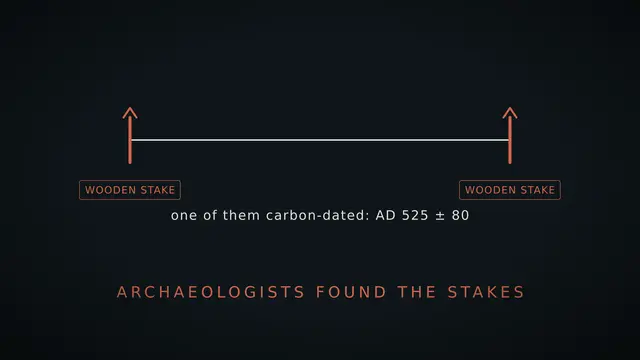 WOODEN STAKE
WOODEN STAKE
one of them carbon-dated: AD 525 ± 80
ARCHAEOLOGISTS FOUND THE STAKES